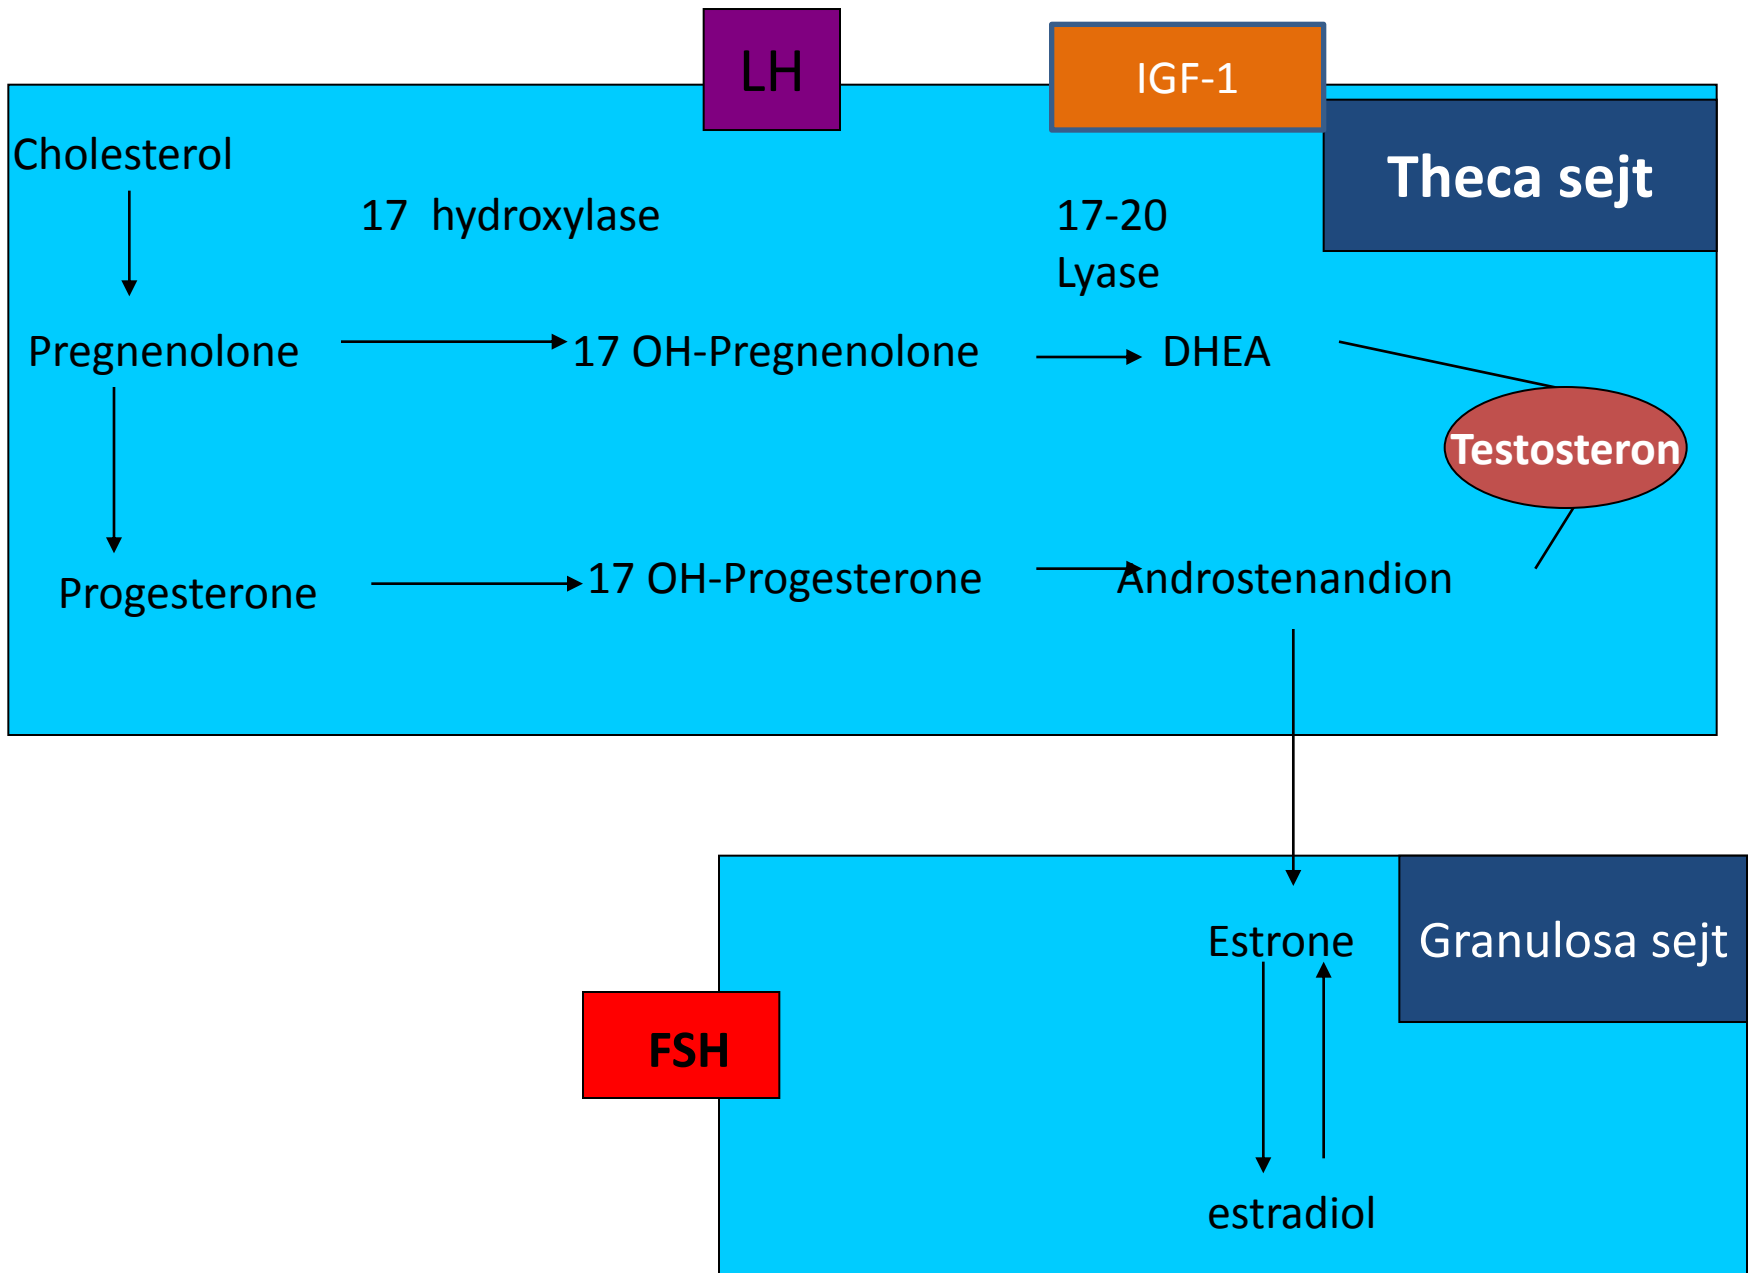 LH
IGF-1
Cholesterol
Theca sejt
17  hydroxylase
17-20
Lyase
Pregnenolone
17 OH-Pregnenolone
DHEA
Testosteron
Progesterone
17 OH-Progesterone
Androstenandion
Estrone
Granulosa sejt
FSH
estradiol